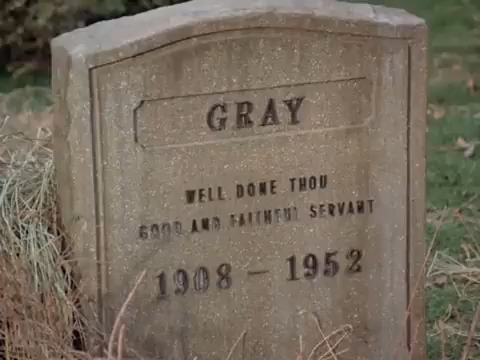 GRAY
WELL DONE THOU
GOOD AND FAITHFUL SERVANT
1908 – 1952